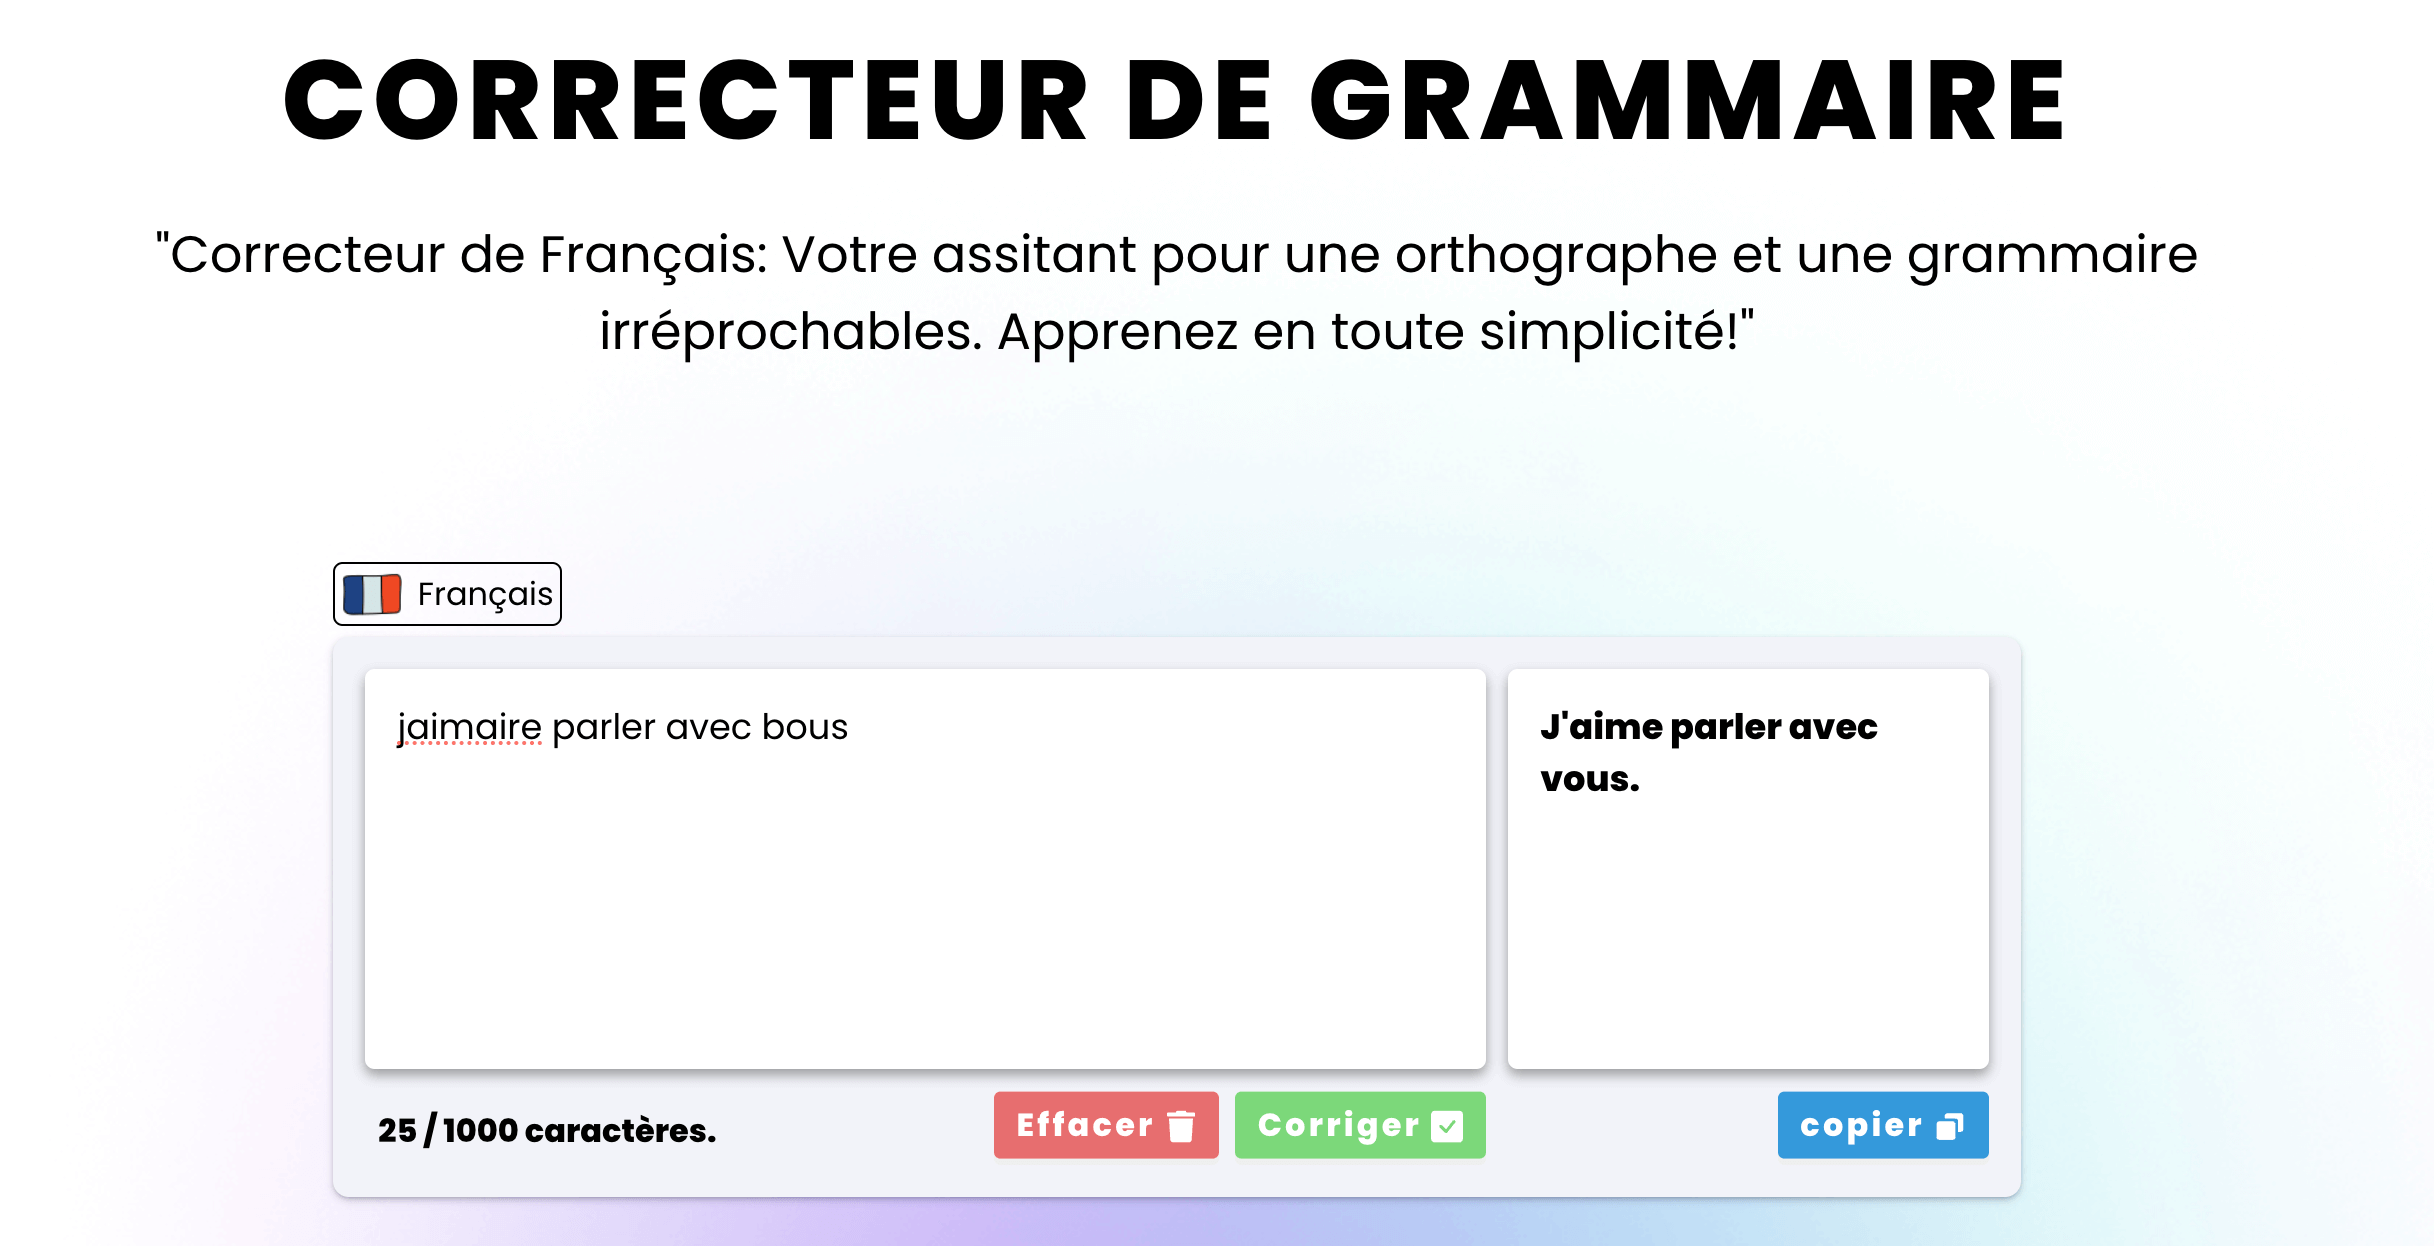 CORRECTEUR DE GRAMMAIRE
"Correcteur de Français: Votre assitant pour une orthographe et une grammaire
irréprochables. Apprenez en toute simplicité!"
Français
jaimaire parler avec bous
J'aime parler avec
vous.
25 / 1000 caractères.
Effacer
Corriger
copier